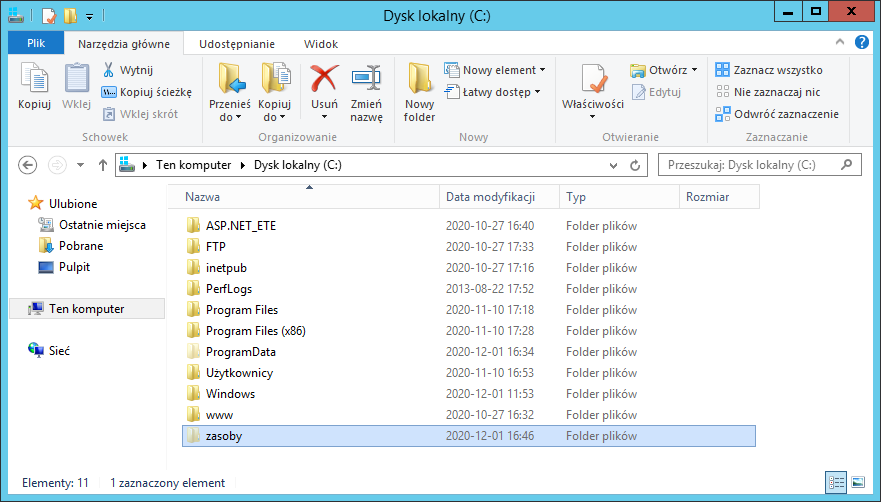 Dysk lokalny (C:)
Plik Narzędzia główne Udostępnianie Widok
Kopiuj Wklej Wytnij Kopiuj ścieżkę Wklej skrót
Schowek
Przenieś do Kopiuj do Usuń Zmień nazwę
Organizowanie
Nowy folder Nowy element Łatwy dostęp
Nowy
Właściwości Otwórz Edytuj
Otwieranie
Zaznacz wszystko
Nie zaznaczaj nic
Odwróć zaznaczenie
Zaznaczanie
Ten komputer Dysk lokalny (C:) Przeszukaj: Dysk lokalny (C:)
Ulubione
Ostatnie miejsca
Pobrane
Pulpit
Ten komputer
Sieć
Nazwa Data modyfikacji Typ Rozmiar
ASP.NET_ETE 2020-10-27 16:40 Folder plików
FTP 2020-10-27 17:33 Folder plików
inetpub 2020-10-27 17:16 Folder plików
PerfLogs 2013-08-22 17:52 Folder plików
Program Files 2020-11-10 17:18 Folder plików
Program Files (x86) 2020-11-10 17:28 Folder plików
ProgramData 2020-12-01 16:34 Folder plików
Użytkownicy 2020-11-10 16:53 Folder plików
Windows 2020-12-01 11:53 Folder plików
www 2020-10-27 16:32 Folder plików
zasoby 2020-12-01 16:46 Folder plików
Elementy: 11 1 zaznaczony element